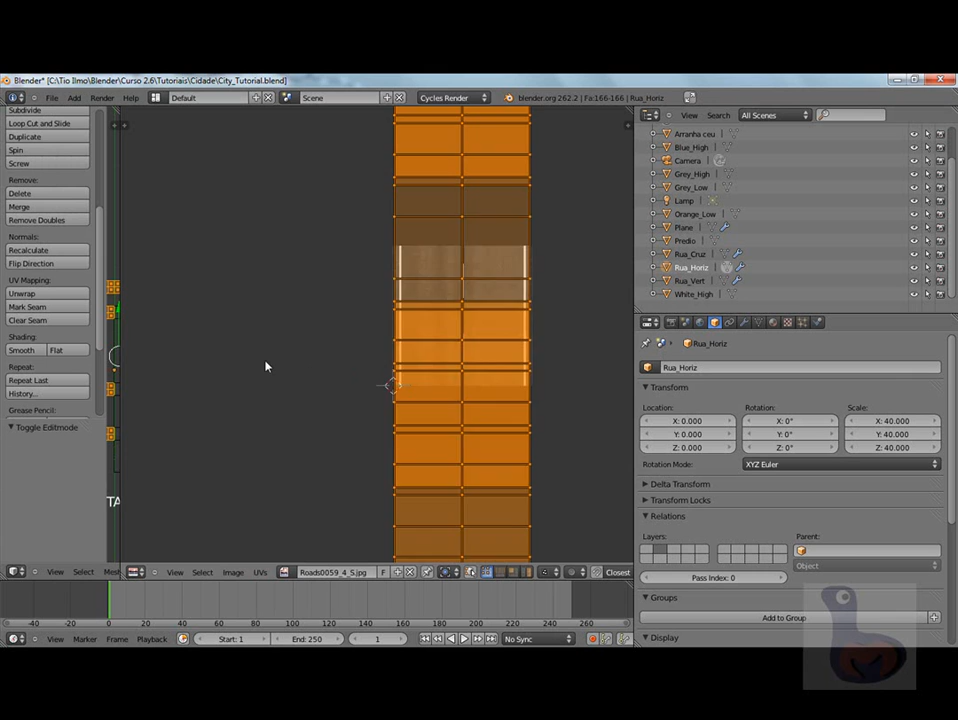 Blender* [C:\Tio Ilmo\Blender\Curso 2.6\Tutoriais\Cidade\City_Tutorial.blend]
File Add Render Help Default Scene Cycles Render blender.org 262.2 | Fa:166-166 | Rua_Horiz
Subdivide
Loop Cut and Slide
Duplicate
Spin
Screw
Remove:
Delete
Merge
Remove Doubles
Normals:
Recalculate
Flip Direction
UV Mapping:
Unwrap
Mark Seam
Clear Seam
Shading:
Smooth Flat
Repeat:
Repeat Last
History...
Grease Pencil:
Toggle Editmode
TA
View Search All Scenes
Arranha ceu
Blue_High
Camera
Grey_High
Grey_Low
Lamp
Orange_Low
Plane
Predio
Rua_Cruz
Rua_Horiz
Rua_Vert
White_High
Rua_Horiz
Rua_Horiz
Transform
Location: Rotation: Scale:
X: 0.000 X: 0° X: 40.000
Y: 0.000 Y: 0° Y: 40.000
Z: 0.000 Z: 0° Z: 40.000
Rotation Mode: XYZ Euler
Delta Transform
Transform Locks
Relations
Layers: Parent:
Object
Pass Index: 0
Groups
Add to Group
Display
View Select Mes View Select Image UVs Roads0059_4_S.jpg F Closest
-40 -20 0 20 40 60 80 100 120 140 160 180 200 220 240 260
View Marker Frame Playback Start: 1 End: 250 1 No Sync